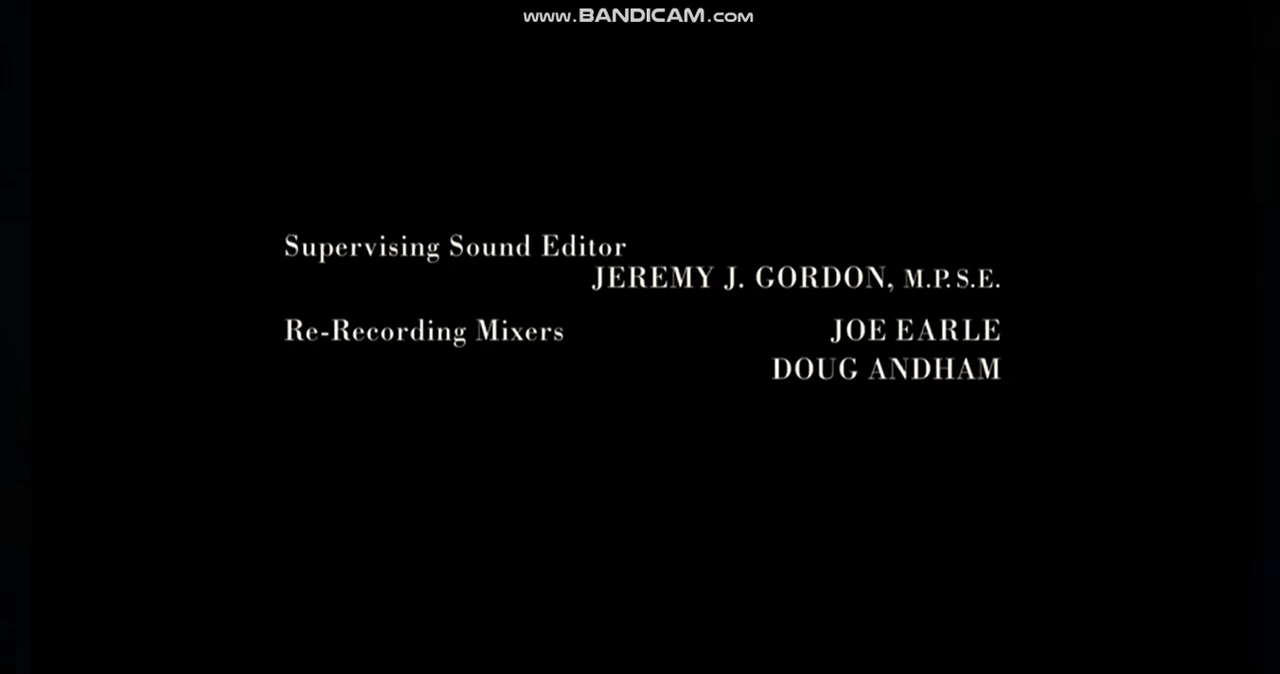 www.BANDICAM.com
Supervising Sound Editor
JEREMY J. GORDON, M.P.S.E.
Re-Recording Mixers JOE EARLE
DOUG ANDHAM